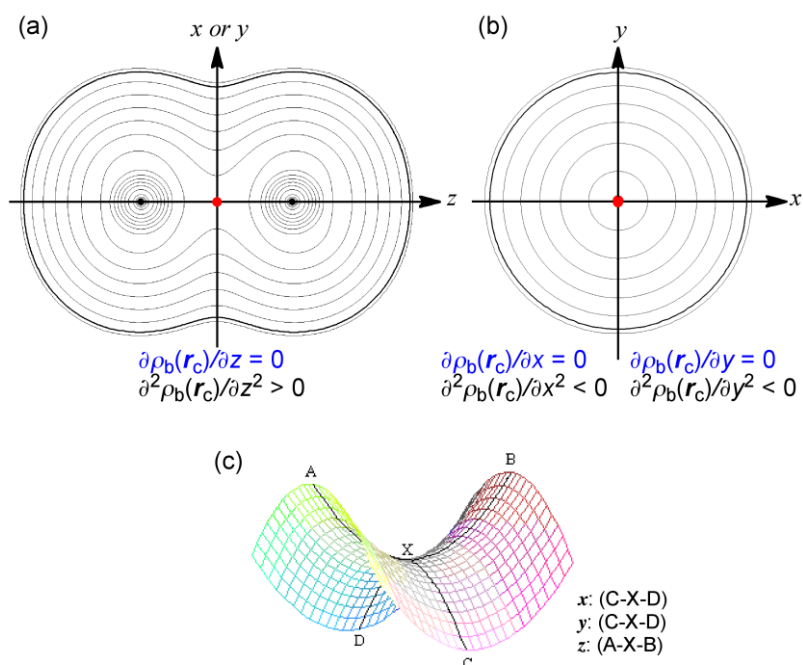 (a)
x or y
z
∂ρb(rc)/∂z = 0
∂²ρb(rc)/∂z² > 0
(b)
y
x
∂ρb(rc)/∂x = 0 ∂ρb(rc)/∂y = 0
∂²ρb(rc)/∂x² < 0 ∂²ρb(rc)/∂y² < 0
(c)
A
B
X
D
C
x: (C-X-D)
y: (C-X-D)
z: (A-X-B)